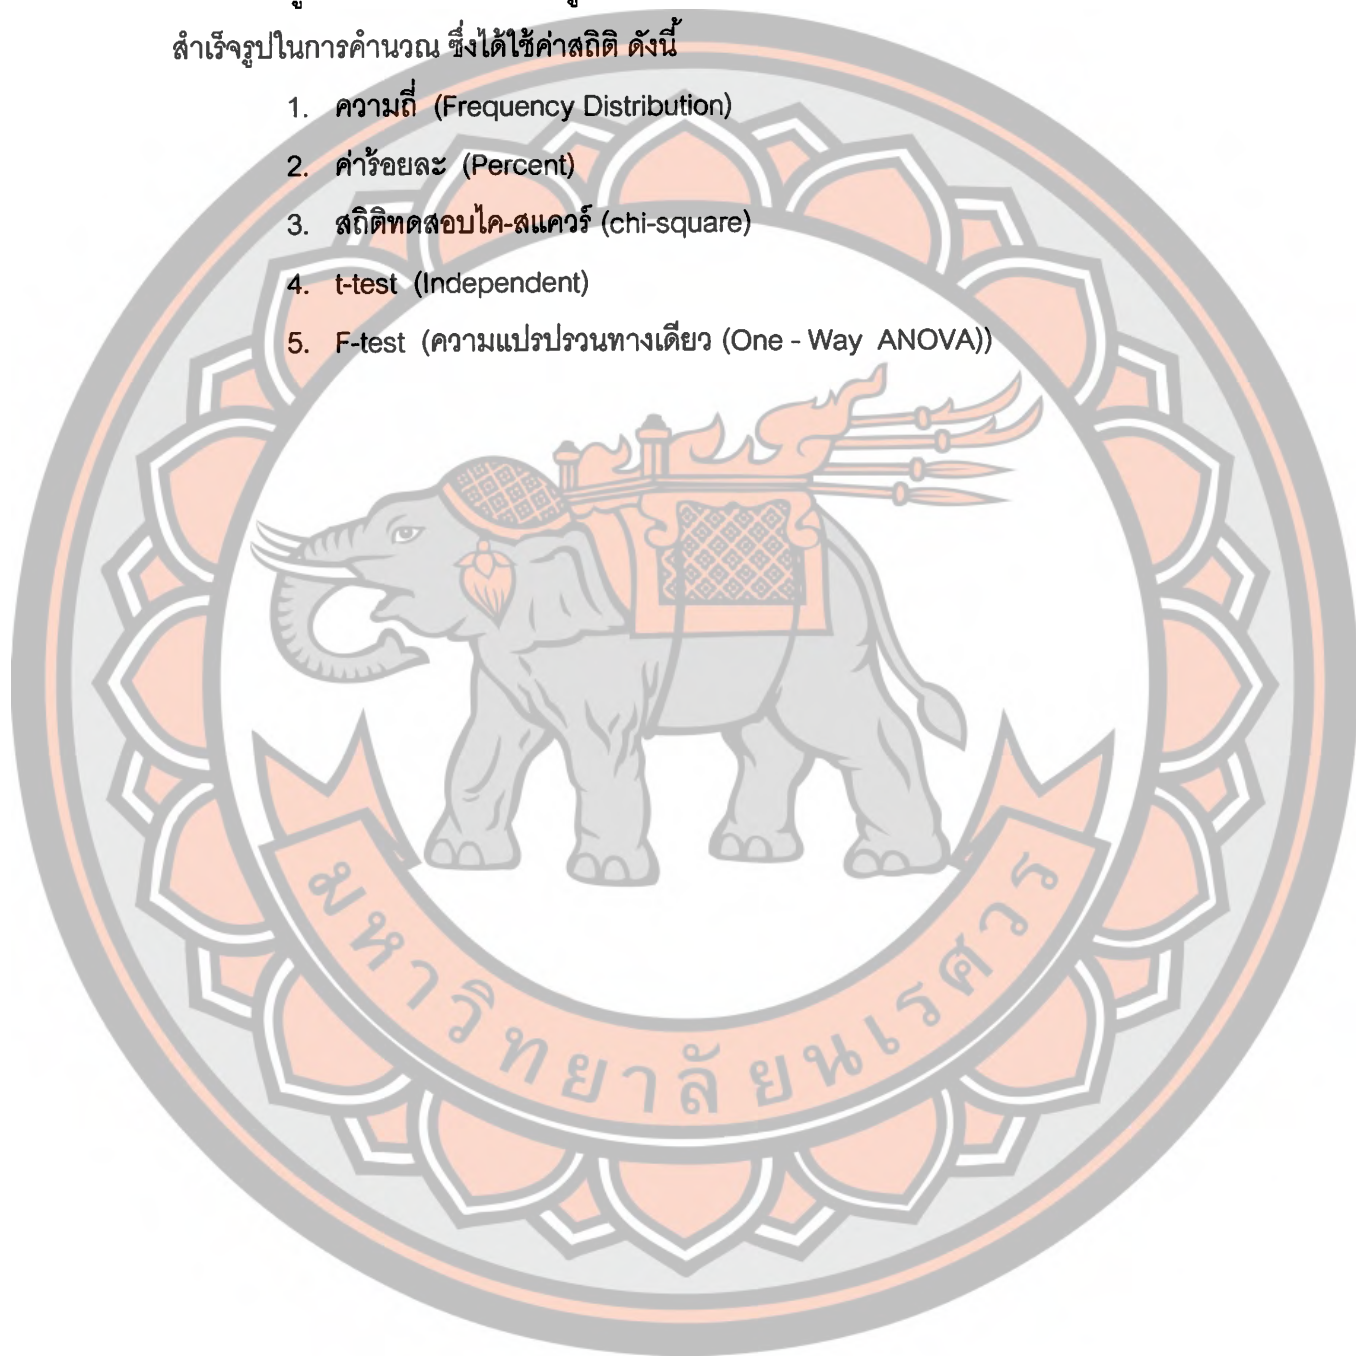 สำเร็จรูปในการคำนวณ ซึ่งได้ใช้ค่าสถิติ ดังนี้
1. ความถี่ (Frequency Distribution)
2. ค่าร้อยละ (Percent)
3. สถิติทดสอบไค-สแควร์ (chi-square)
4. t-test (Independent)
5. F-test (ความแปรปรวนทางเดียว (One - Way ANOVA))
มหาวิทยาลัยนเรศวร